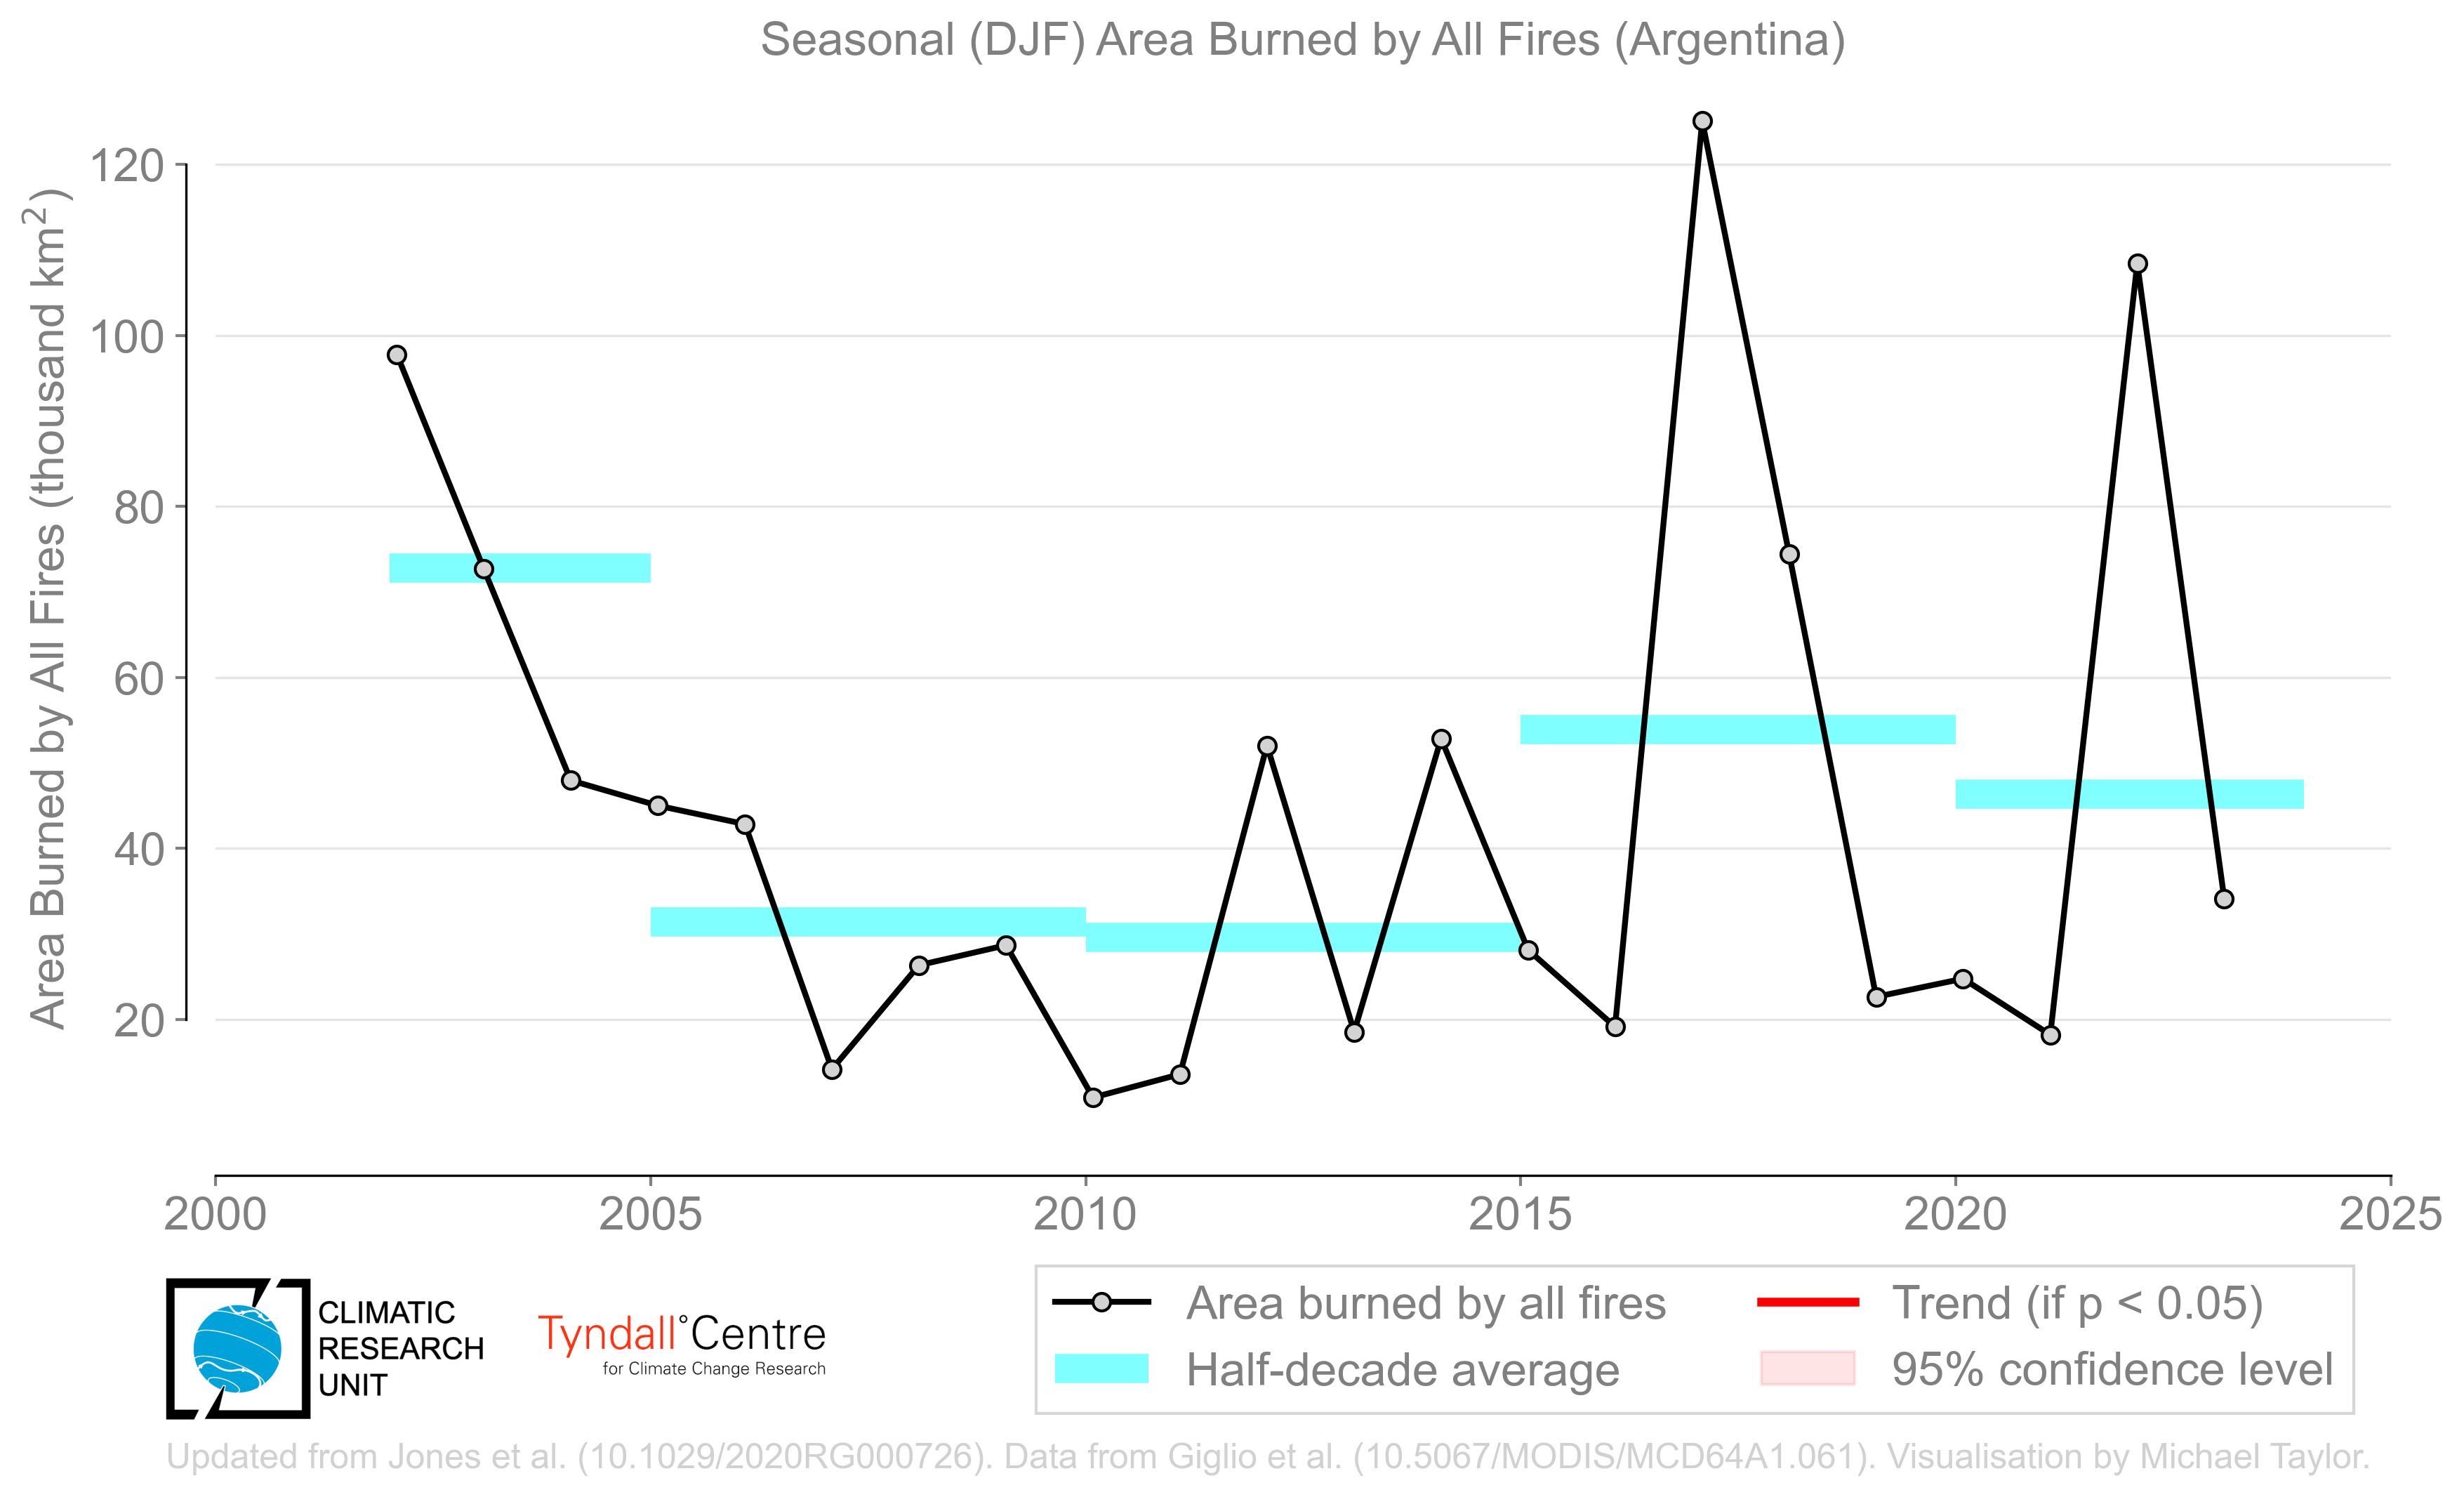 Seasonal (DJF) Area Burned by All Fires (Argentina)
Area Burned by All Fires (thousand km²)
120
100
80
60
40
20
2000 2005 2010 2015 2020 2025
CLIMATIC
RESEARCH
UNIT
Tyndall°Centre
for Climate Change Research
Area burned by all fires
Half-decade average
Trend (if p < 0.05)
95% confidence level
Updated from Jones et al. (10.1029/2020RG000726). Data from Giglio et al. (10.5067/MODIS/MCD64A1.061). Visualisation by Michael Taylor.